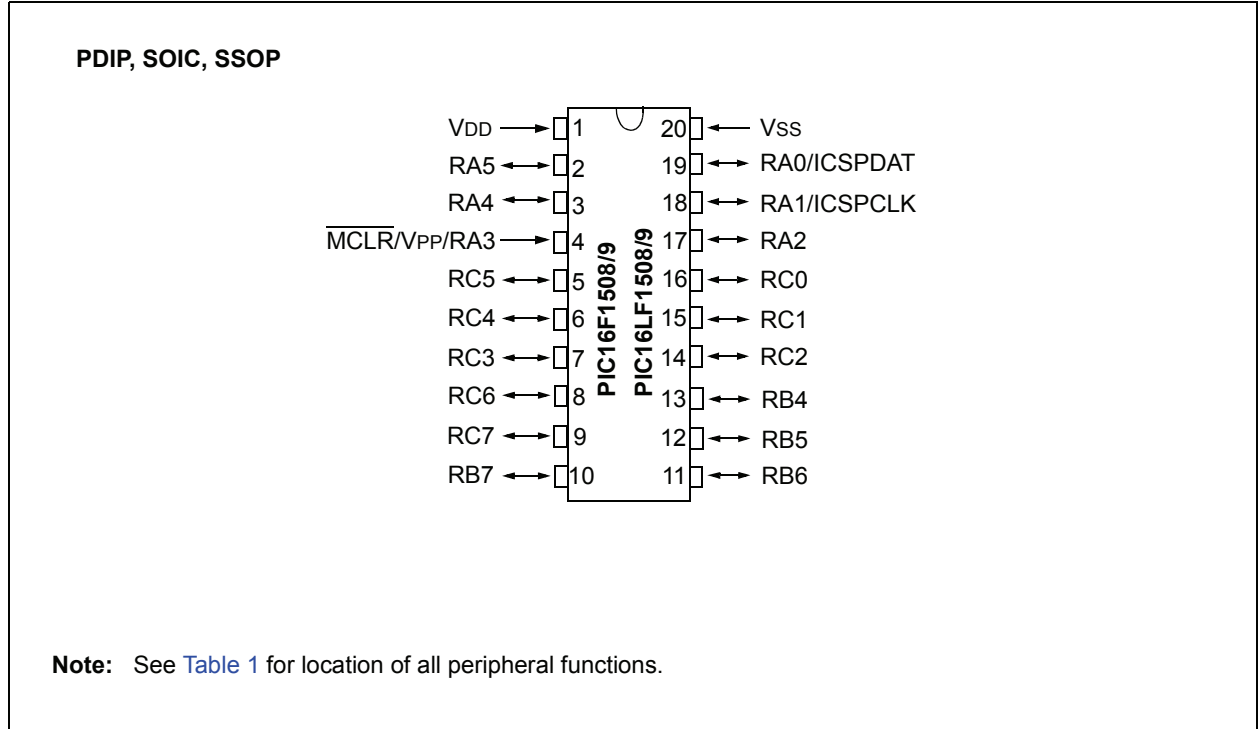 PDIP, SOIC, SSOP
VDD 1 20 VSS
RA5 2 19 RA0/ICSPDAT
RA4 3 18 RA1/ICSPCLK
MCLR/VPP/RA3 4 17 RA2
RC5 5 16 RC0
RC4 6 15 RC1
RC3 7 14 RC2
RC6 8 13 RB4
RC7 9 12 RB5
RB7 10 11 RB6
PIC16F1508/9
PIC16LF1508/9
Note: See Table 1 for location of all peripheral functions.